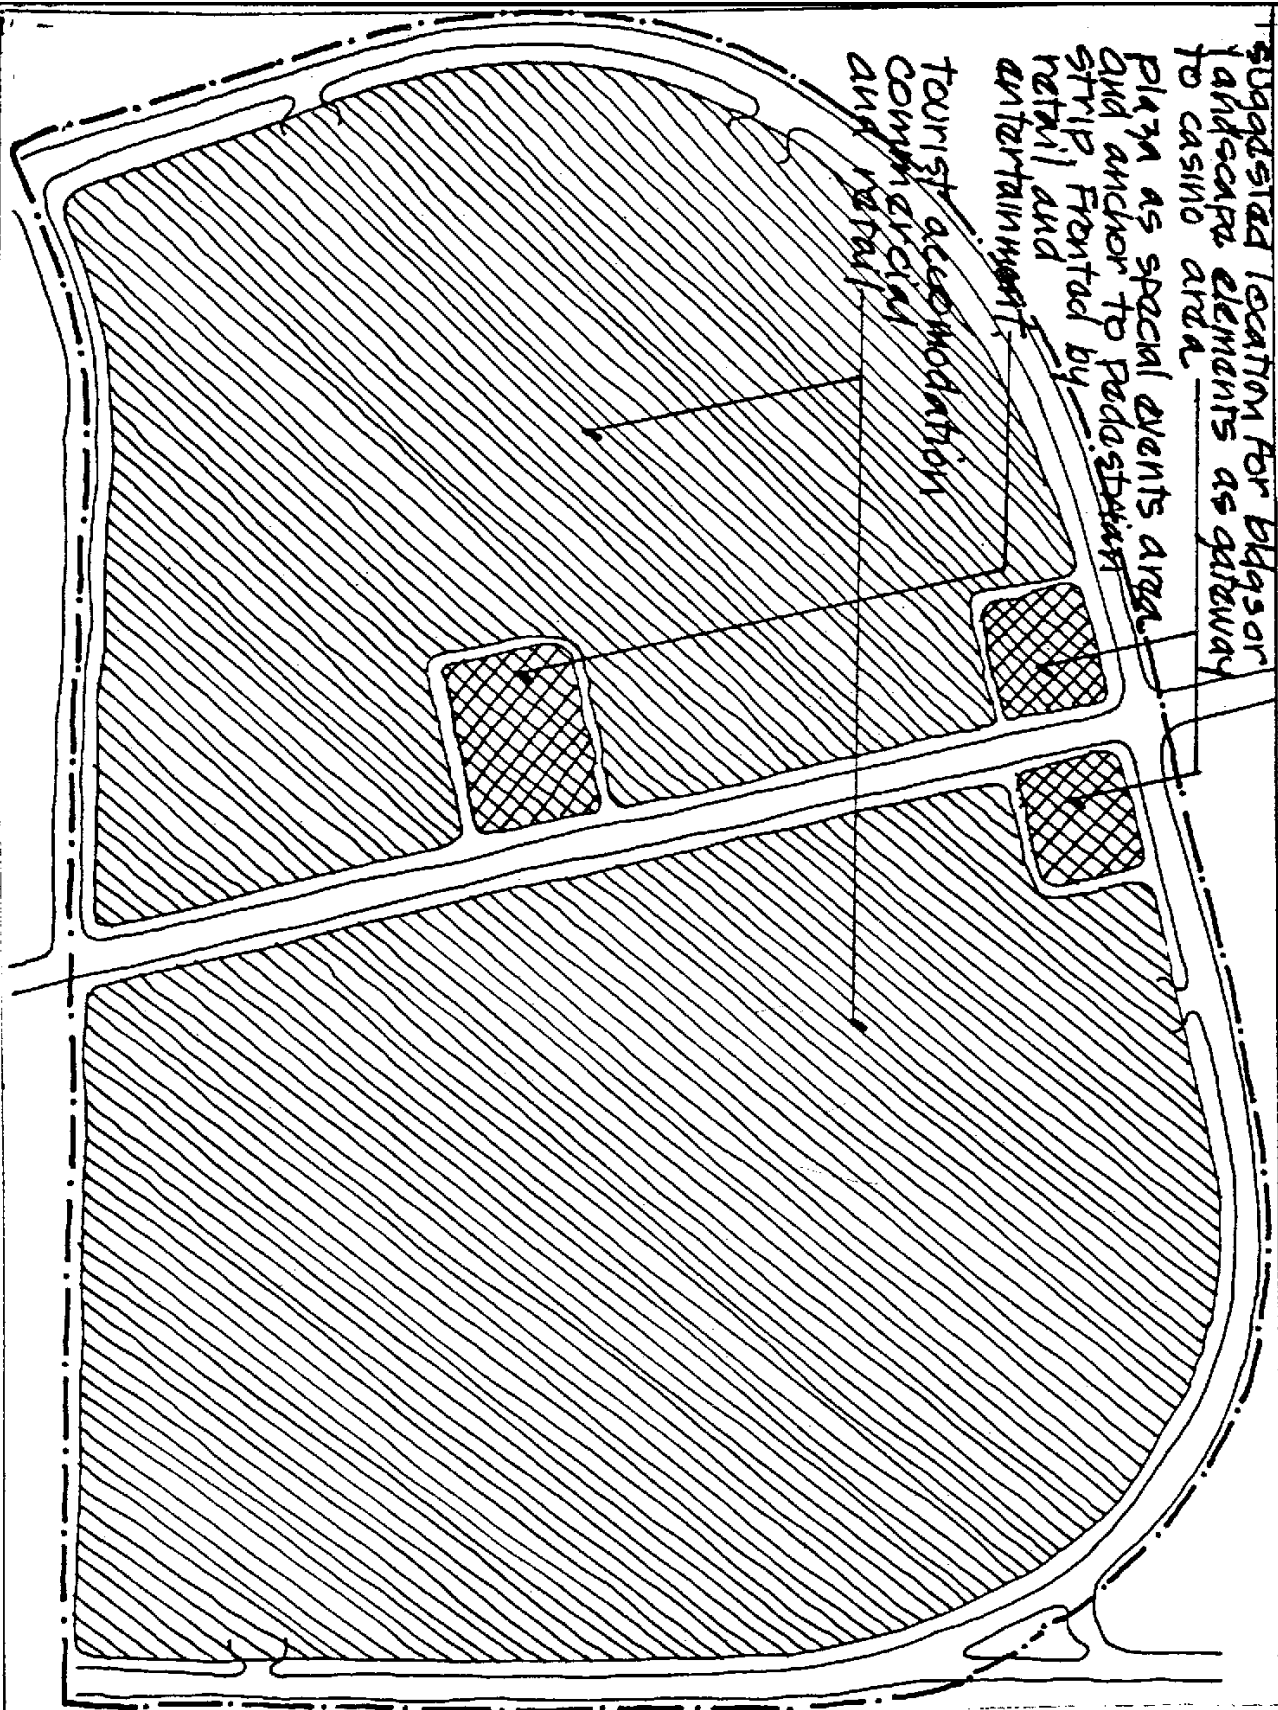 suggested location for bldgs or
landscape elements as gateway
to casino area
plaza as special events area
and anchor to pedestrian
strip fronted by
retail and
entertainment
tourist accommodation
commercial
and retail